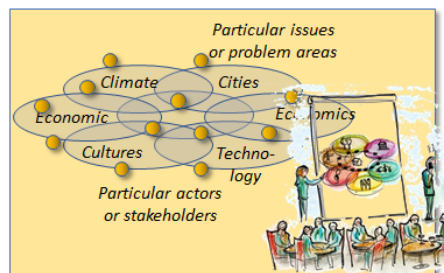 Particular issues
or problem areas
Climate
Cities
Economic
Economics
Cultures
Techno-
logy
Particular actors
or stakeholders